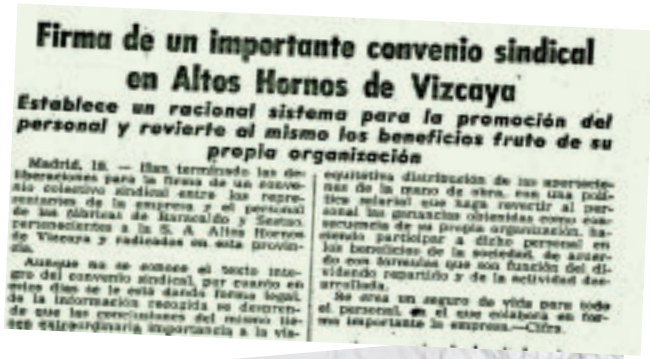 Firma de un importante convenio sindical
en Altos Hornos de Vizcaya
Establece un racional sistema para la promoción del
personal y revierte al mismo los beneficios fruto de su
propia organización
Madrid, 18. — Han terminado las de-
liberaciones para la firma de un conve-
nio colectivo sindical entre los repre-
sentantes de la empresa y el personal
de las fábricas de Baracaldo y Sestao,
pertenecientes a la S. A. Altos Hornos
de Vizcaya y radicadas en esta provin-
cia.
Aunque no se conoce el texto ínte-
gro del convenio sindical, por cuanto en
estos días se le está dando forma legal,
de la información recogida se despren-
de que las conclusiones del mismo tie-
nen extraordinaria importancia a la vis-
equitativa distribución de las
de la mano de obra, con una polí-
tica salarial que haga revertir al per-
sonal las ganancias obtenidas como con-
secuencia de su propia organización, ha-
ciendo participar a dicho personal en
los beneficios de la sociedad, de acuer-
do con fórmulas que son función del di-
videndo repartido y de la actividad des-
arrollada.
Se crea un seguro de vida para todo
el personal, en el que colabora en for-
ma importante la empresa.—Cifra.